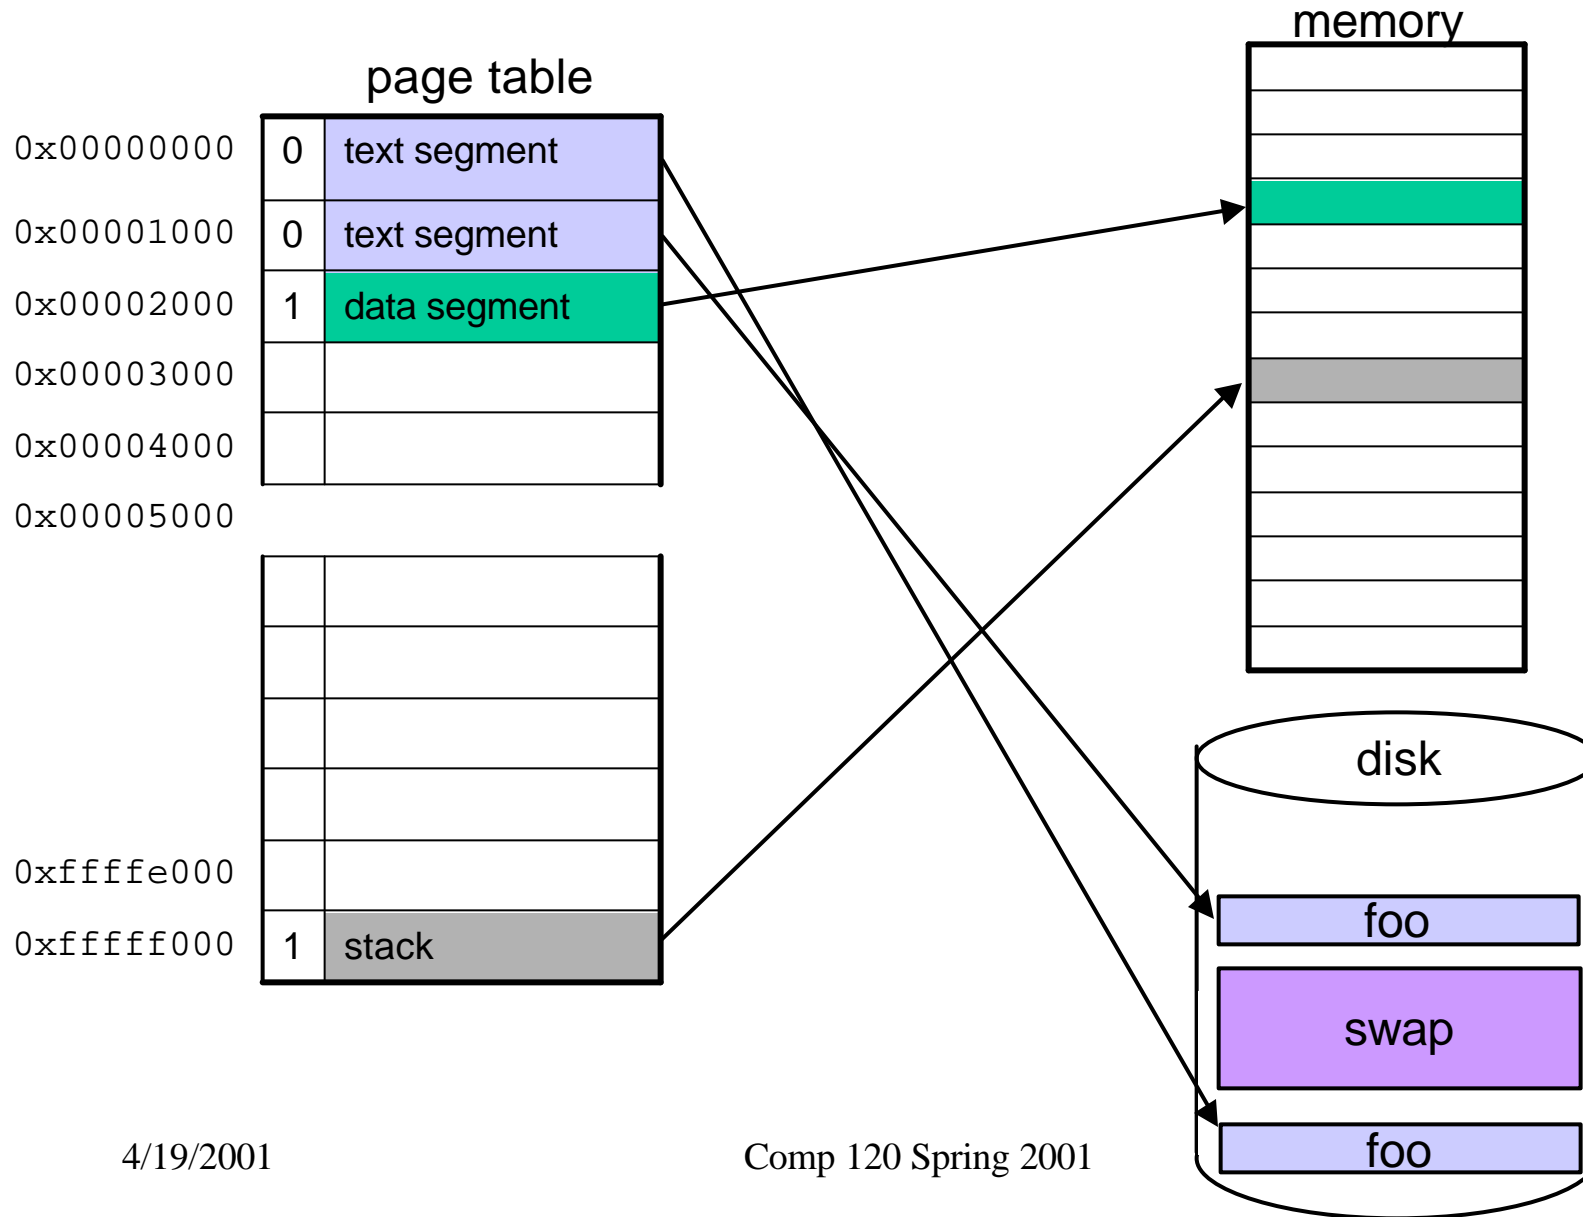 memory
page table
0x00000000 0 text segment
0x00001000 0 text segment
0x00002000 1 data segment
0x00003000
0x00004000
0x00005000
disk
0xffffe000
foo
0xfffff000 1 stack
swap
foo
4/19/2001 Comp 120 Spring 2001